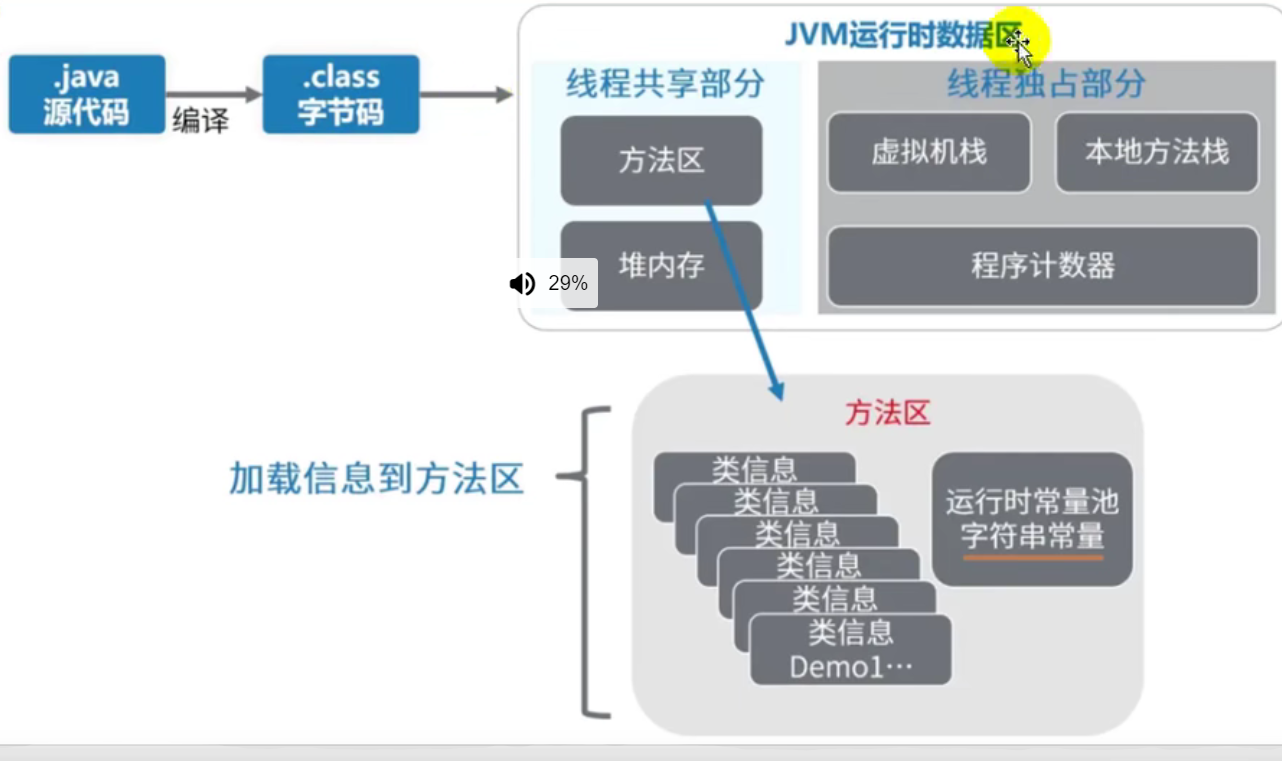 JVM运行时数据区
.java
源代码
编译
.class
字节码
线程共享部分
线程独占部分
方法区
虚拟机栈
本地方法栈
堆内存
程序计数器
29%
加载信息到方法区
方法区
类信息
类信息
类信息
类信息
类信息
类信息
Demo1…
运行时常量池
字符串常量